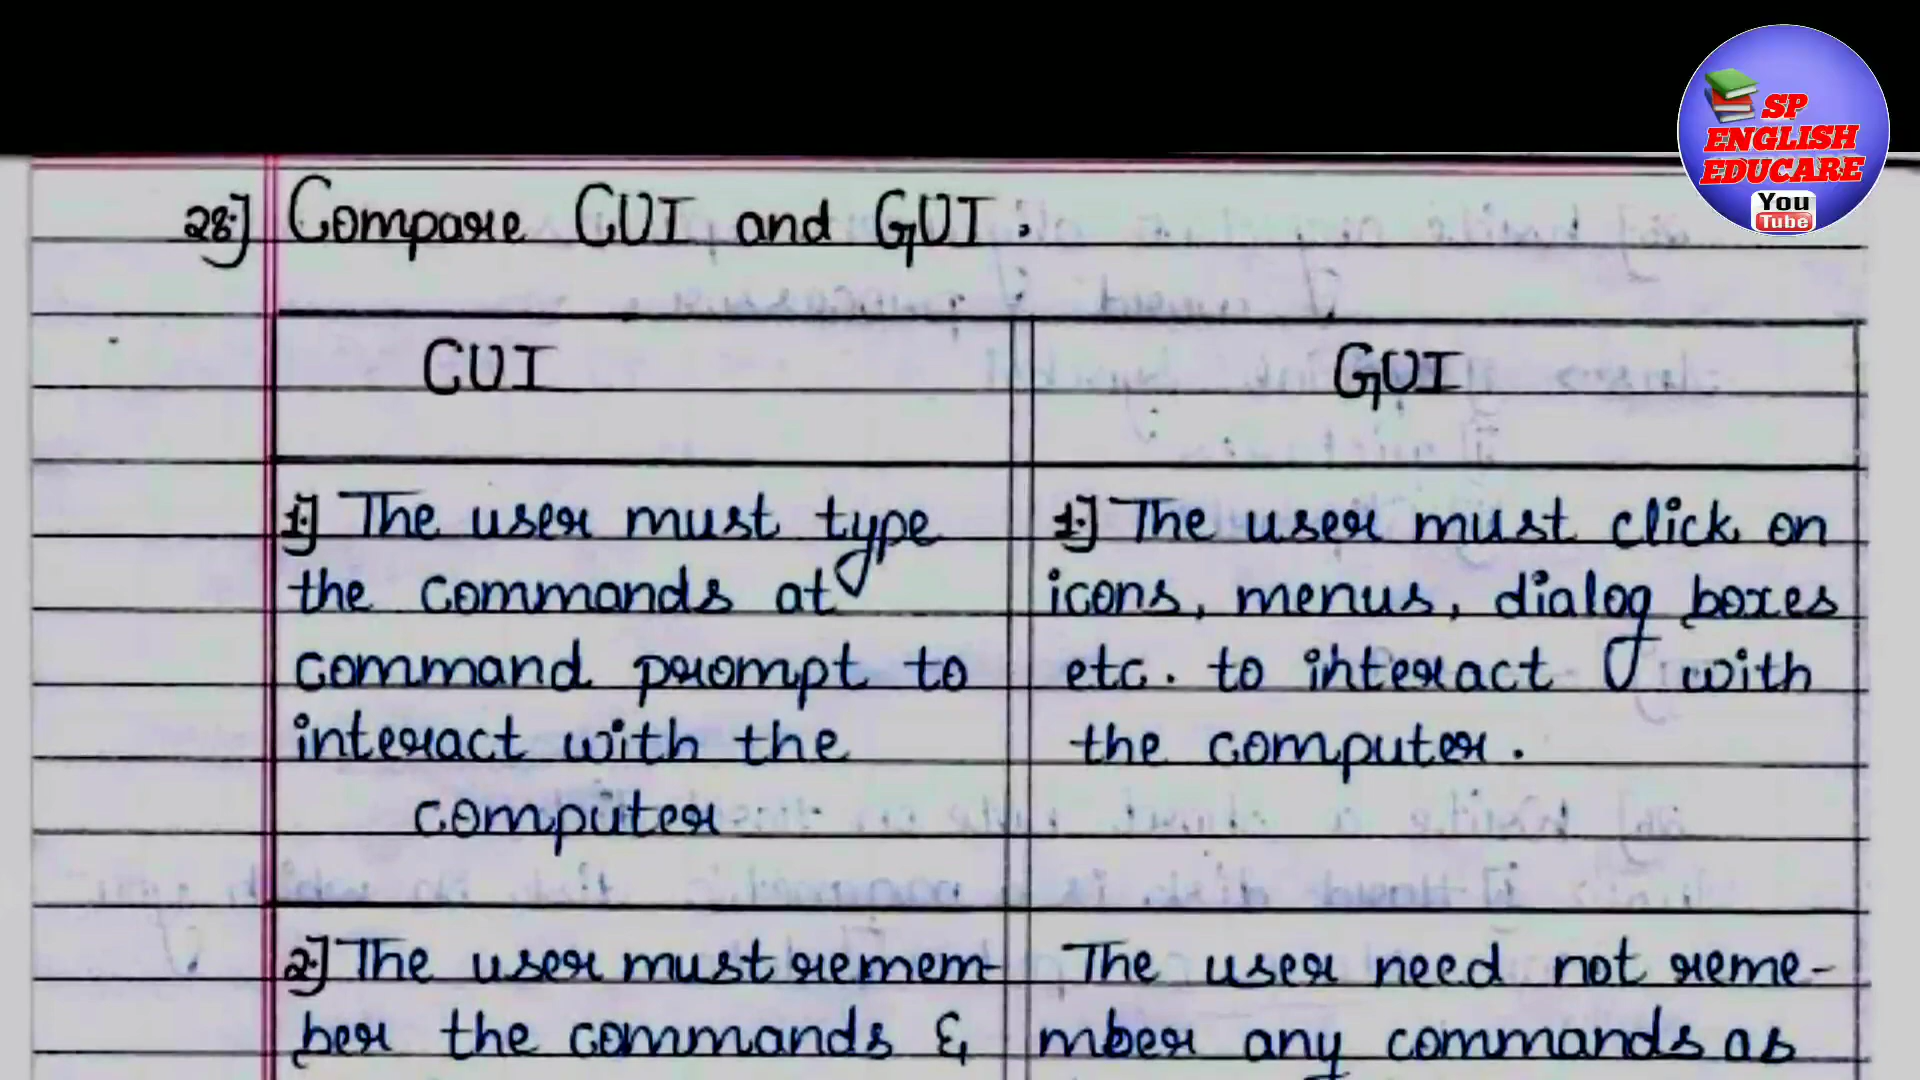 SP
ENGLISH
EDUCARE
You
Tube
28.] Compare CUI and GUI.
CUI
GUI
1.] The user must type
the commands at
command prompt to
interact with the
computer
1.] The user must click on
icons, menus, dialog boxes
etc. to interact with
the computer.
2.] The user must remem-
ber the commands &
The user need not reme-
mber any commands as